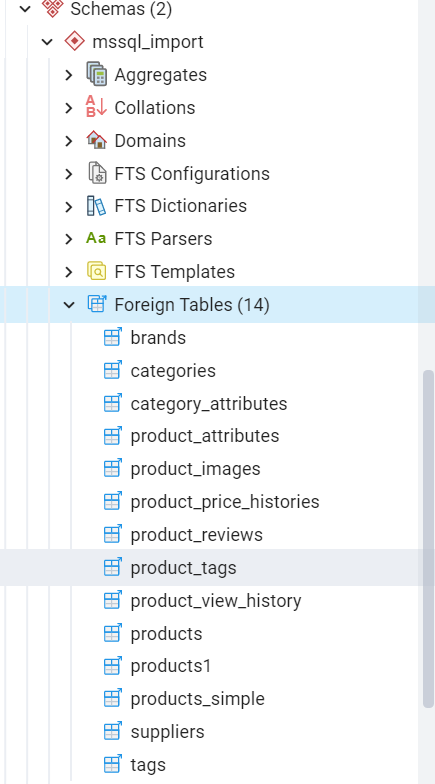 Schemas (2)
mssql_import
Aggregates
Collations
Domains
FTS Configurations
FTS Dictionaries
Aa FTS Parsers
FTS Templates
Foreign Tables (14)
brands
categories
category_attributes
product_attributes
product_images
product_price_histories
product_reviews
product_tags
product_view_history
products
products1
products_simple
suppliers
tags